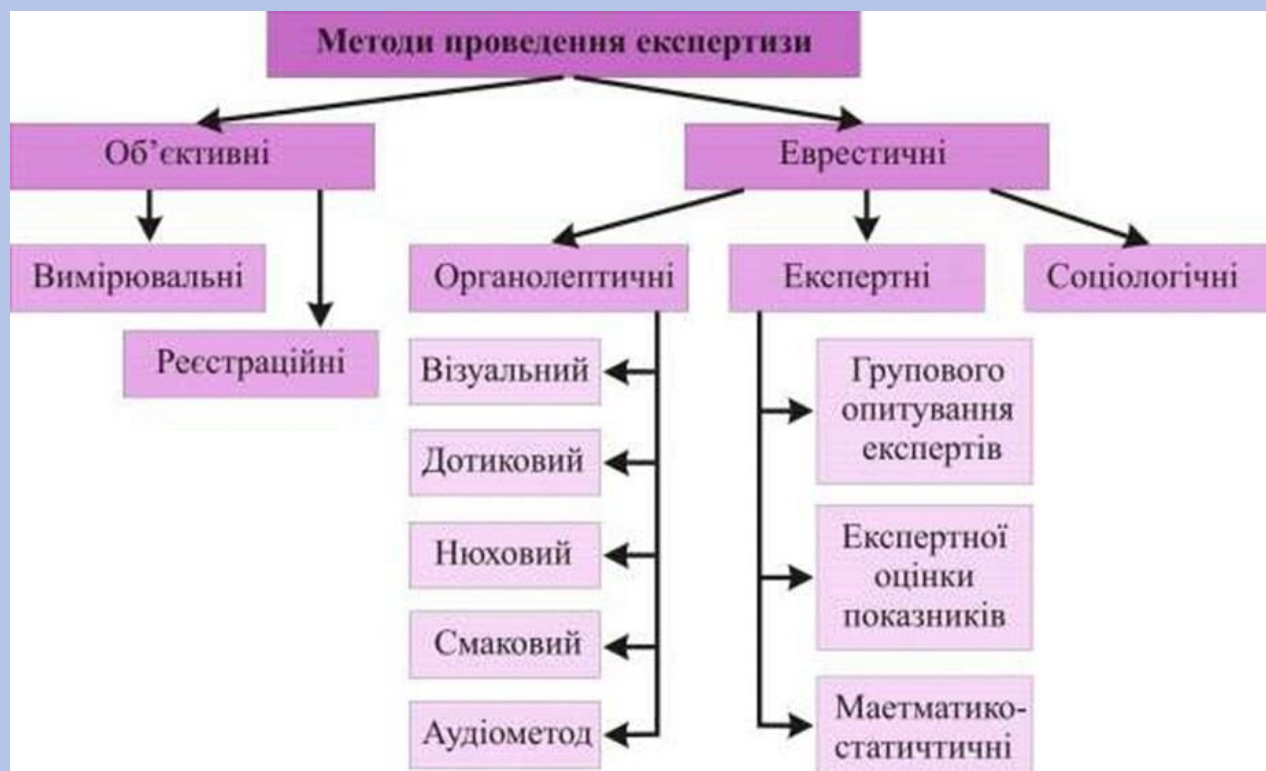 Методи проведення експертизи
Об’єктивні
Еврестичні
Вимірювальні
Реєстраційні
Органолептичні
Експертні
Соціологічні
Візуальний
Дотиковий
Нюховий
Смаковий
Аудіометод
Групового
опитування
експертів
Експертної
оцінки
показників
Маетматико-
статичтичні